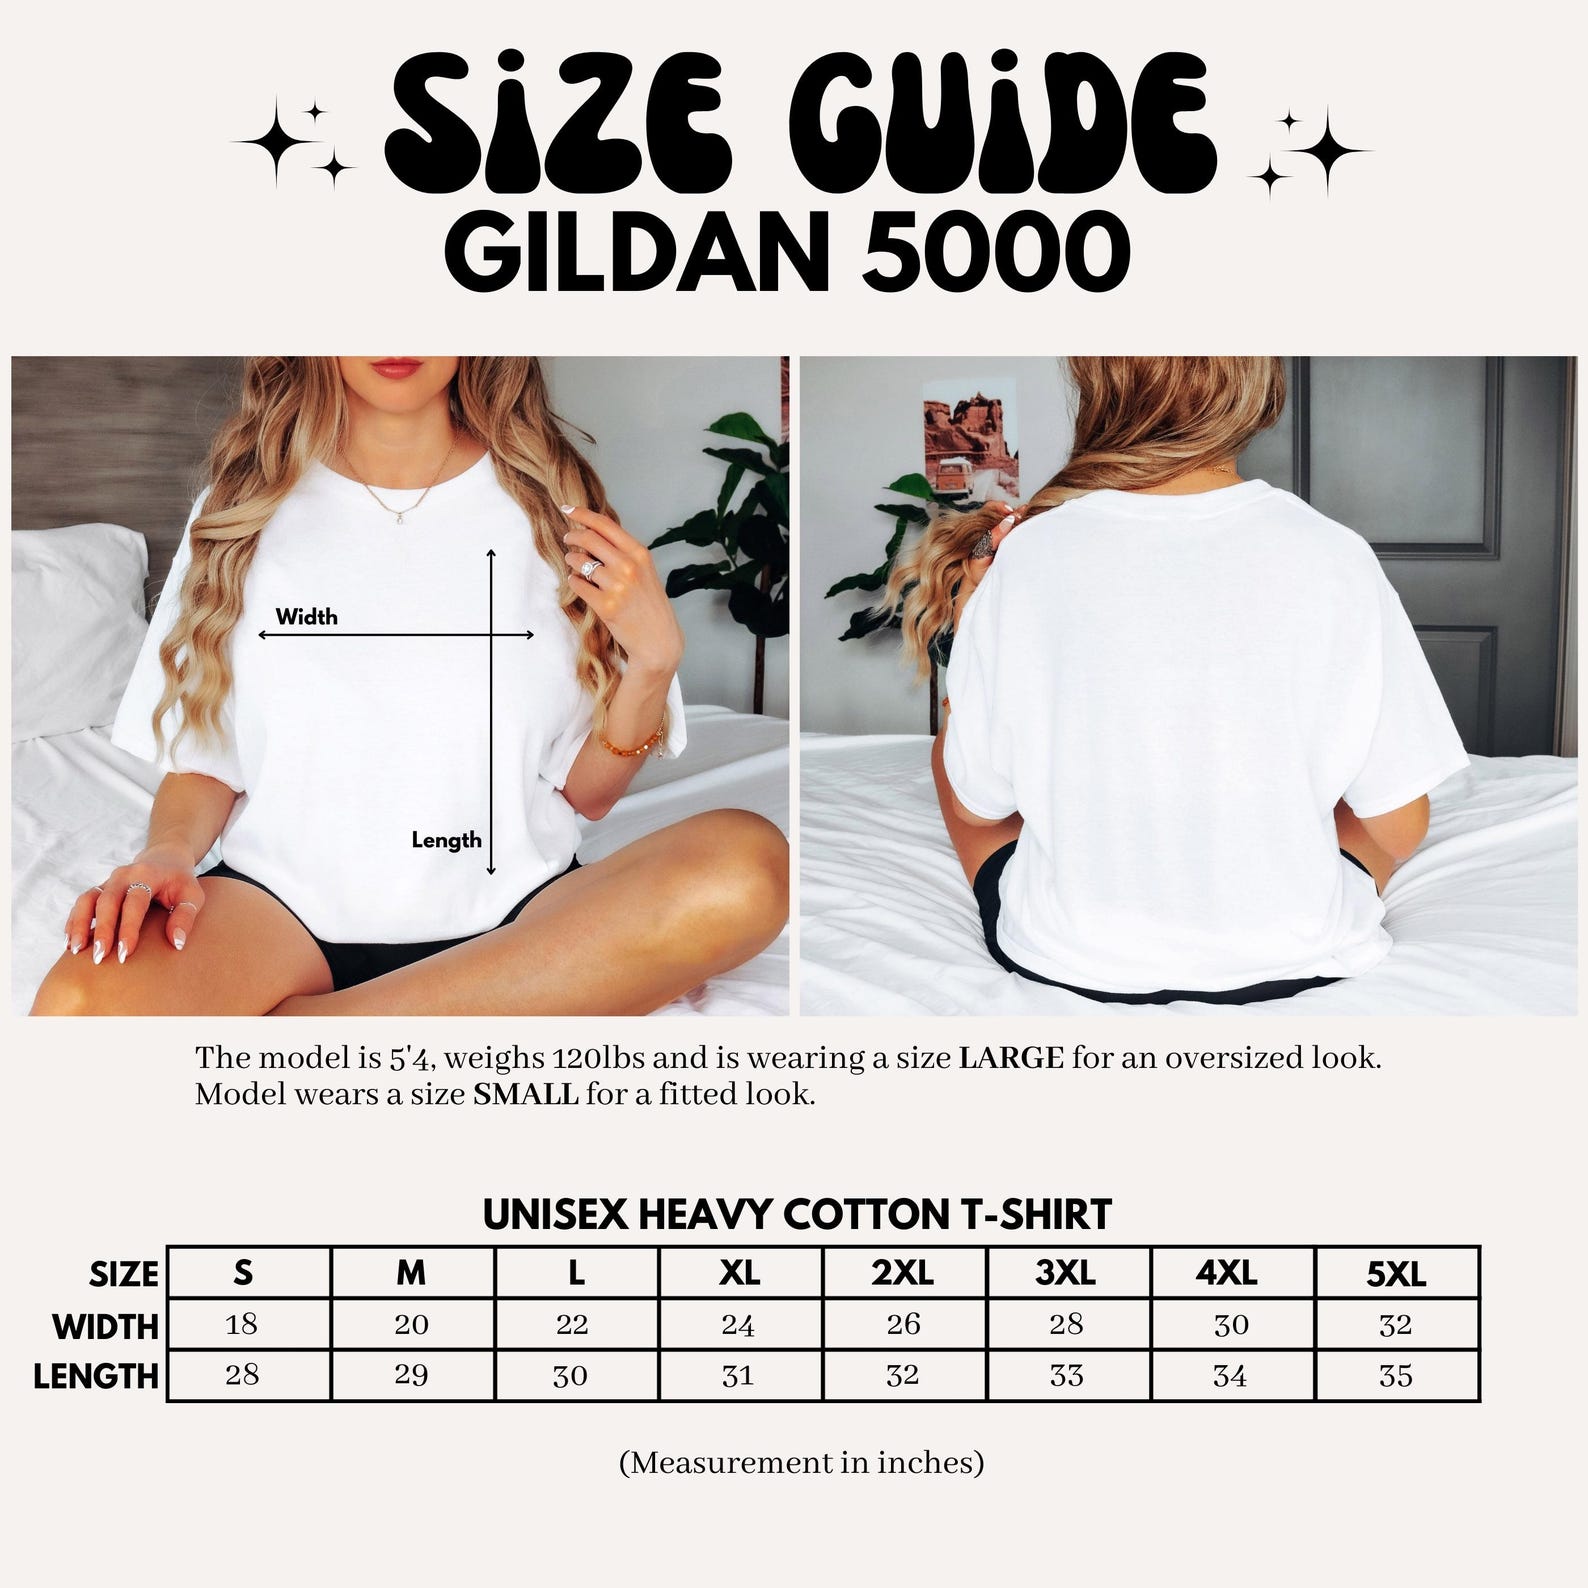 SiZE GUiDE
GILDAN 5000
Width
Length
The model is 5'4, weighs 120lbs and is wearing a size LARGE for an oversized look.
Model wears a size SMALL for a fitted look.
UNISEX HEAVY COTTON T-SHIRT
SIZE S M L XL 2XL 3XL 4XL 5XL
WIDTH 18 20 22 24 26 28 30 32
LENGTH 28 29 30 31 32 33 34 35
(Measurement in inches)